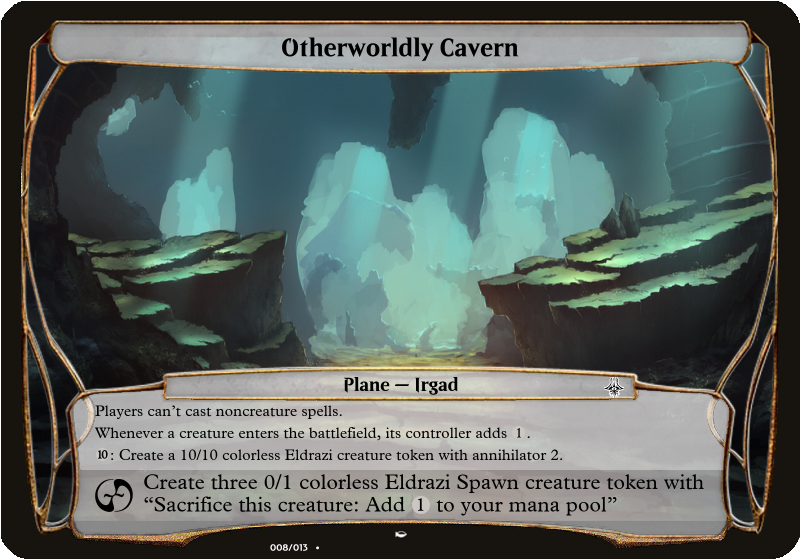 Otherworldly Cavern
Plane — Irgad
Players can't cast noncreature spells.
Whenever a creature enters the battlefield, its controller adds 1 .
10: Create a 10/10 colorless Eldrazi creature token with annihilator 2.
Create three 0/1 colorless Eldrazi Spawn creature token with
“Sacrifice this creature: Add 1 to your mana pool”
008/013 •